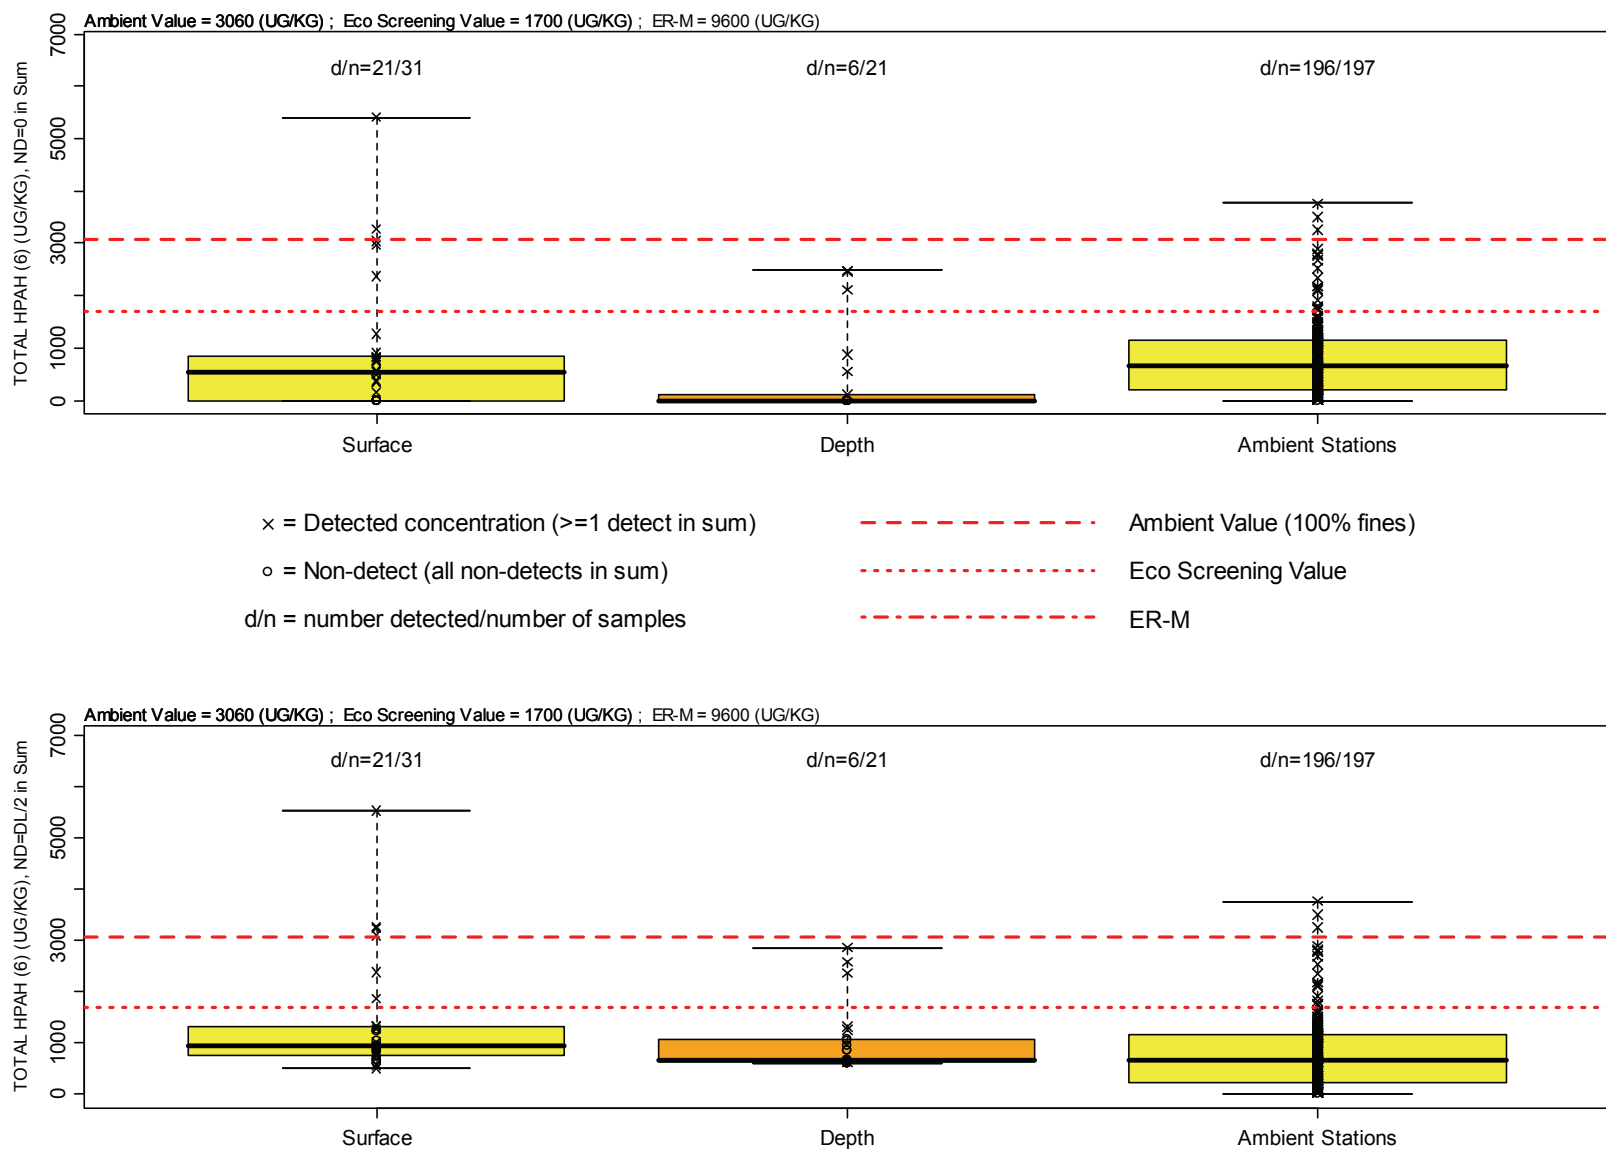 Ambient Value = 3060 (UG/KG) ; Eco Screening Value = 1700 (UG/KG) ; ER-M = 9600 (UG/KG)
TOTAL HPAH (6) (UG/KG), ND=0 in Sum
7000
5000
3000
1000
0
d/n=21/31
d/n=6/21
d/n=196/197
Surface
Depth
Ambient Stations
× = Detected concentration (>=1 detect in sum)
Ambient Value (100% fines)
o = Non-detect (all non-detects in sum)
Eco Screening Value
d/n = number detected/number of samples
ER-M
Ambient Value = 3060 (UG/KG) ; Eco Screening Value = 1700 (UG/KG) ; ER-M = 9600 (UG/KG)
TOTAL HPAH (6) (UG/KG), ND=DL/2 in Sum
7000
5000
3000
1000
0
d/n=21/31
d/n=6/21
d/n=196/197
Surface
Depth
Ambient Stations